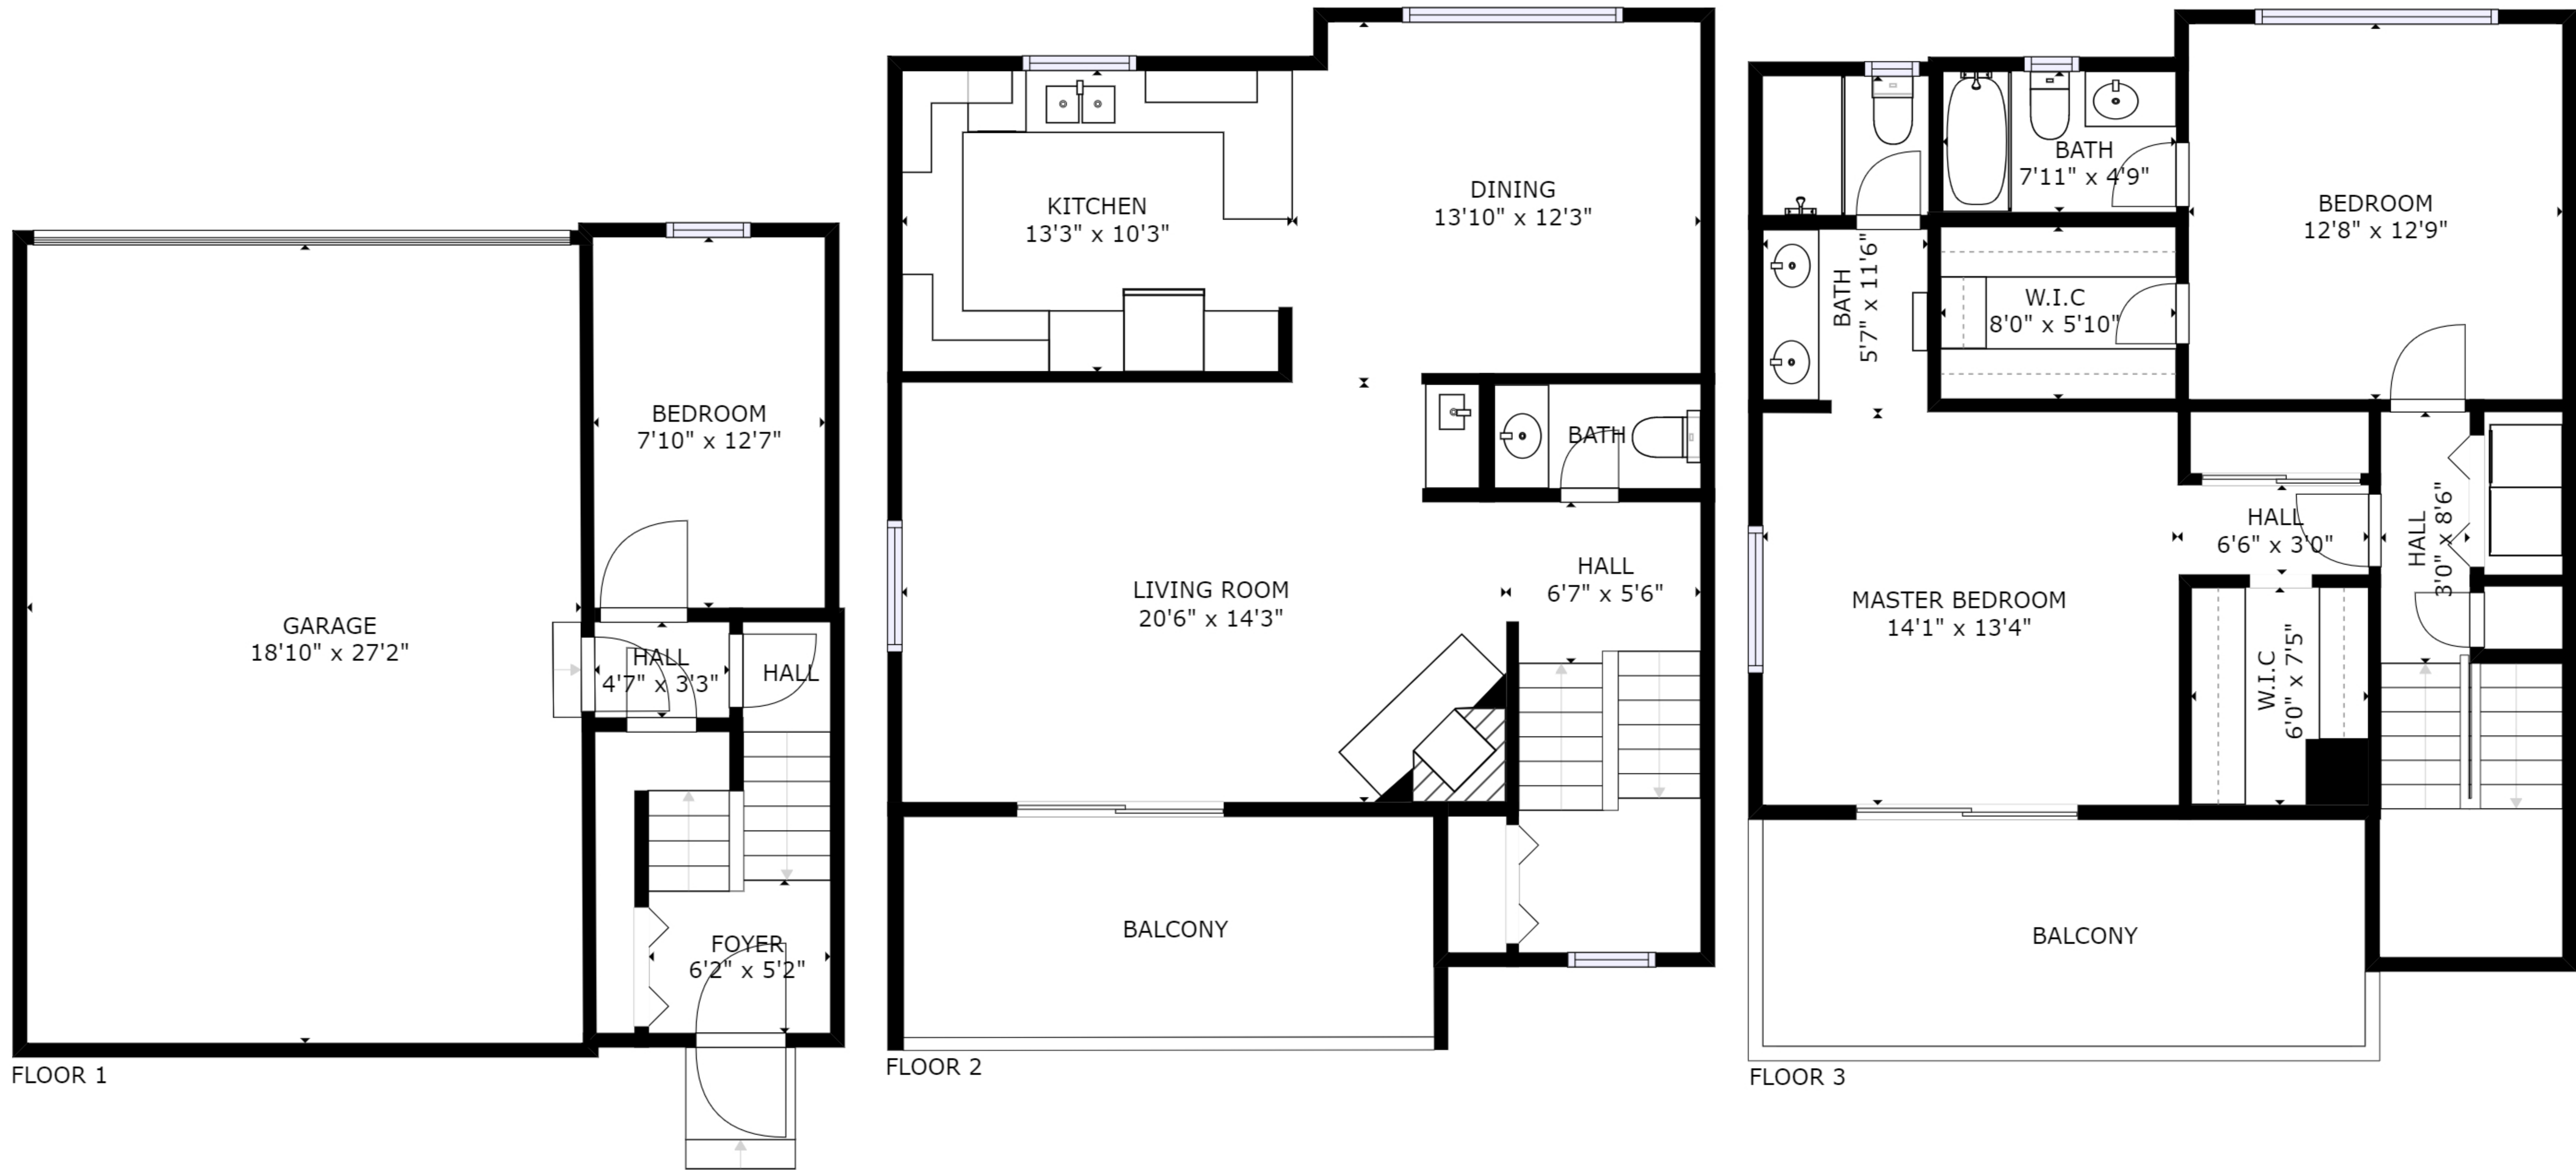 GARAGE
18'10" x 27'2"
BEDROOM
7'10" x 12'7"
HALL
4'7" x 3'3"
HALL
FOYER
6'2" x 5'2"
FLOOR 1
KITCHEN
13'3" x 10'3"
DINING
13'10" x 12'3"
BATH
LIVING ROOM
20'6" x 14'3"
HALL
6'7" x 5'6"
BALCONY
FLOOR 2
BATH
7'11" x 4'9"
BEDROOM
12'8" x 12'9"
BATH
5'7" x 11'6"
W.I.C
8'0" x 5'10"
HALL
6'6" x 3'0"
HALL
3'0" x 8'6"
MASTER BEDROOM
14'1" x 13'4"
W.I.C
6'0" x 7'5"
BALCONY
FLOOR 3